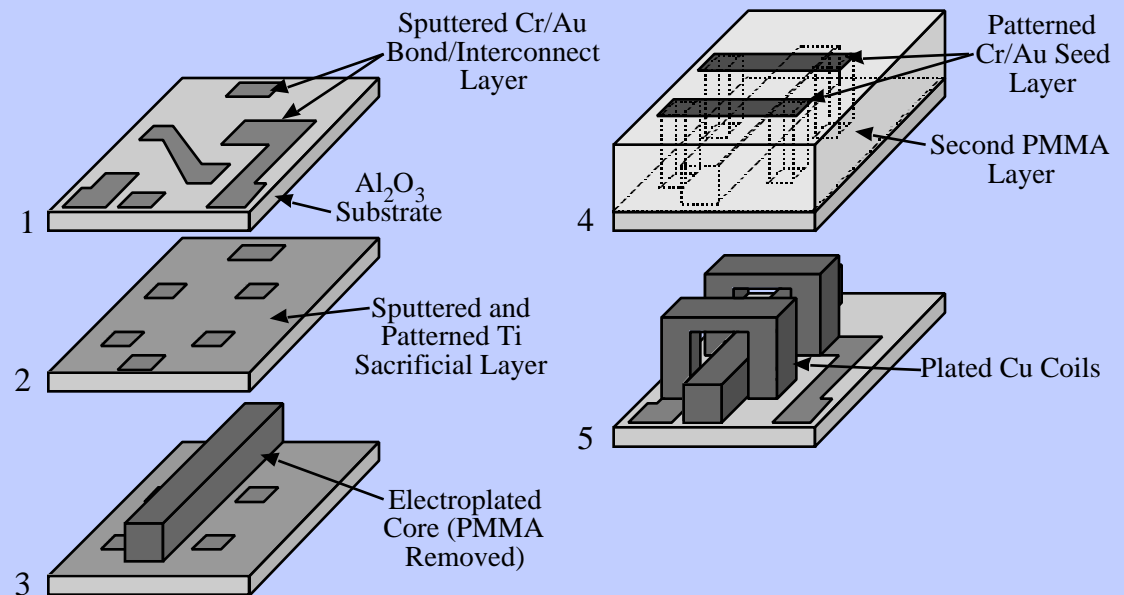 Sputtered Cr/Au
Bond/Interconnect
Layer
Al₂O₃
Substrate
1
Sputtered and
Patterned Ti
Sacrificial Layer
2
Electroplated
Core (PMMA
Removed)
3
Patterned
Cr/Au Seed
Layer
Second PMMA
Layer
4
Plated Cu Coils
5